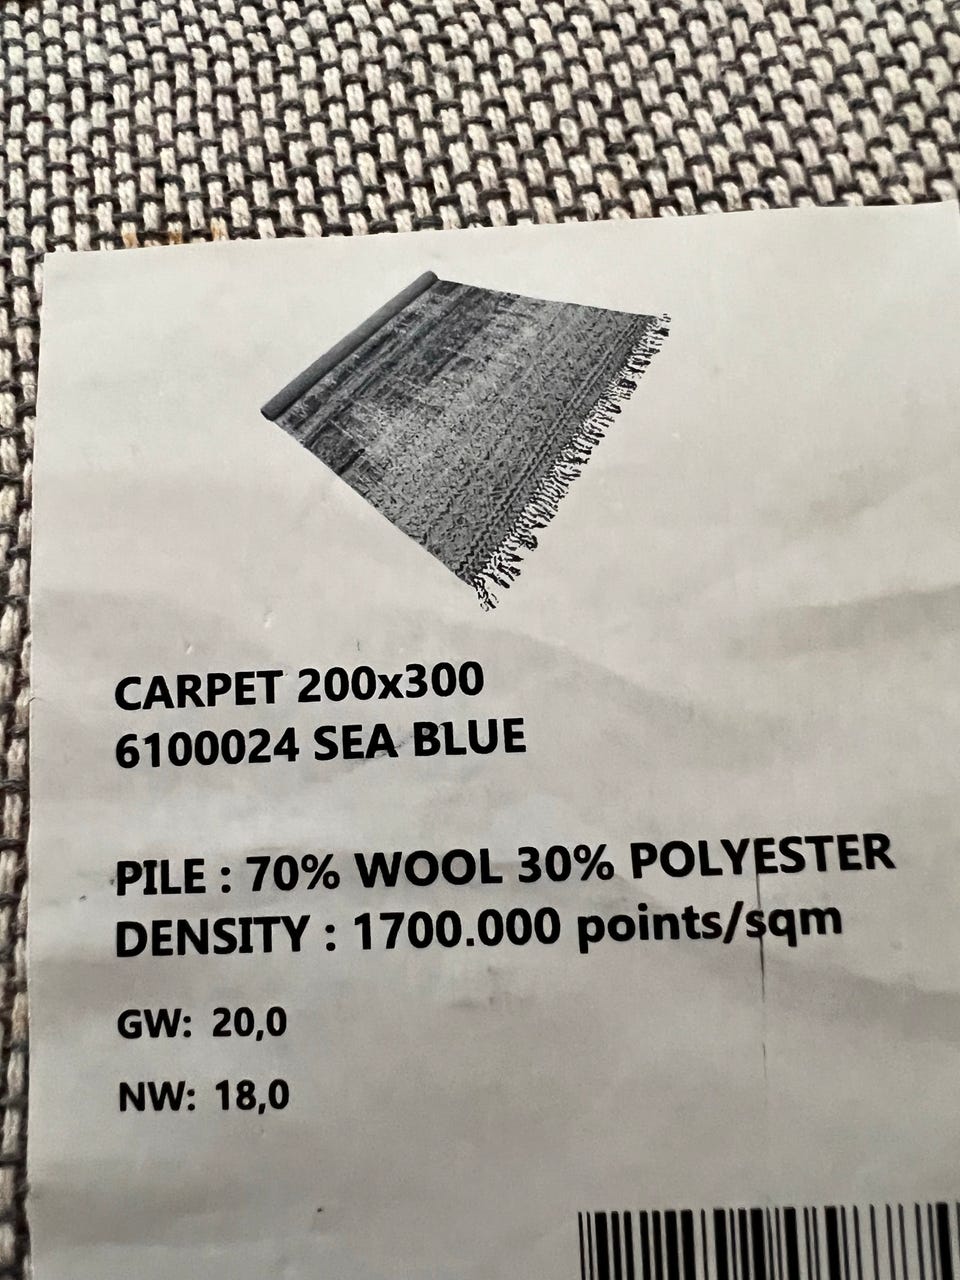 CARPET 200x300
6100024 SEA BLUE
PILE : 70% WOOL 30% POLYESTER
DENSITY : 1700.000 points/sqm
GW: 20,0
NW: 18,0